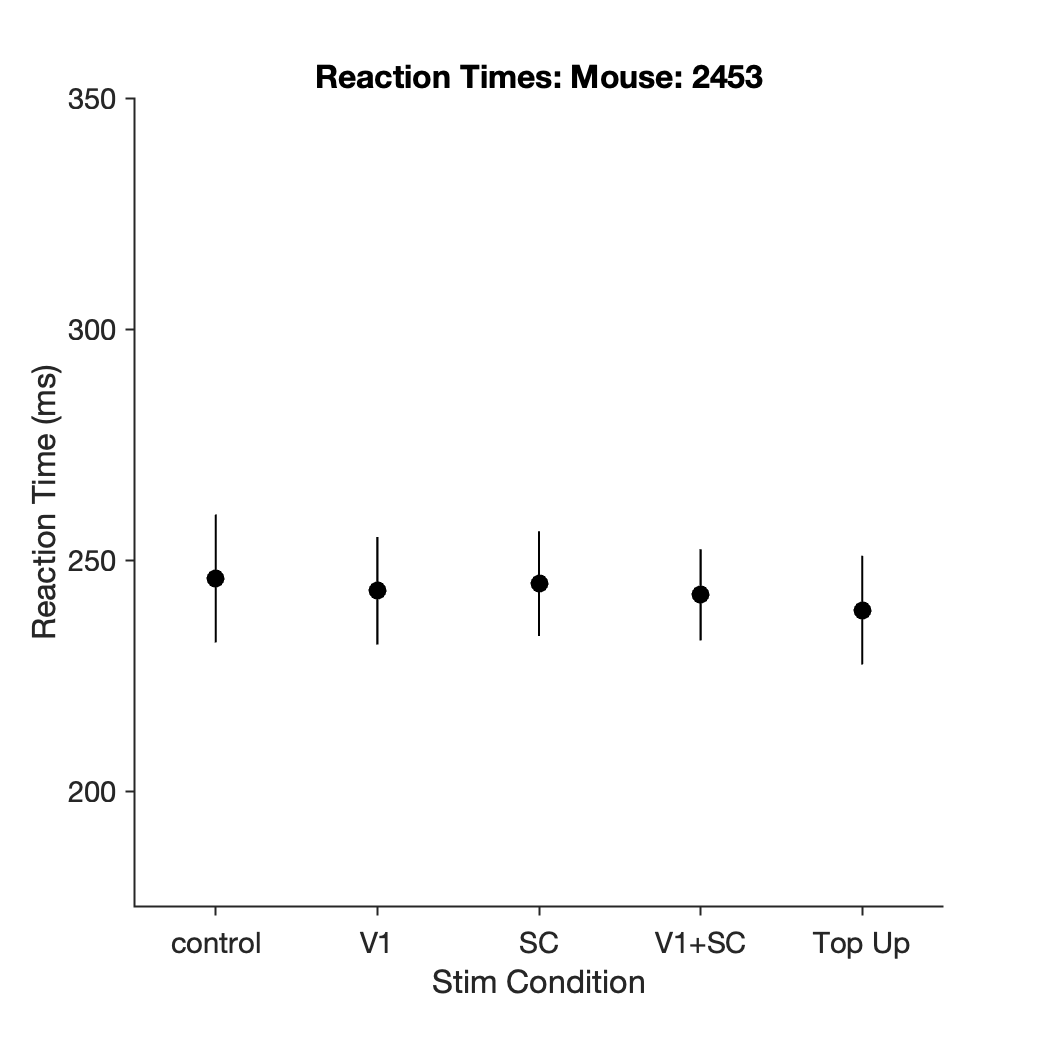 Reaction Times: Mouse: 2453
350
300
250
200
Reaction Time (ms)
control V1 SC V1+SC Top Up
Stim Condition